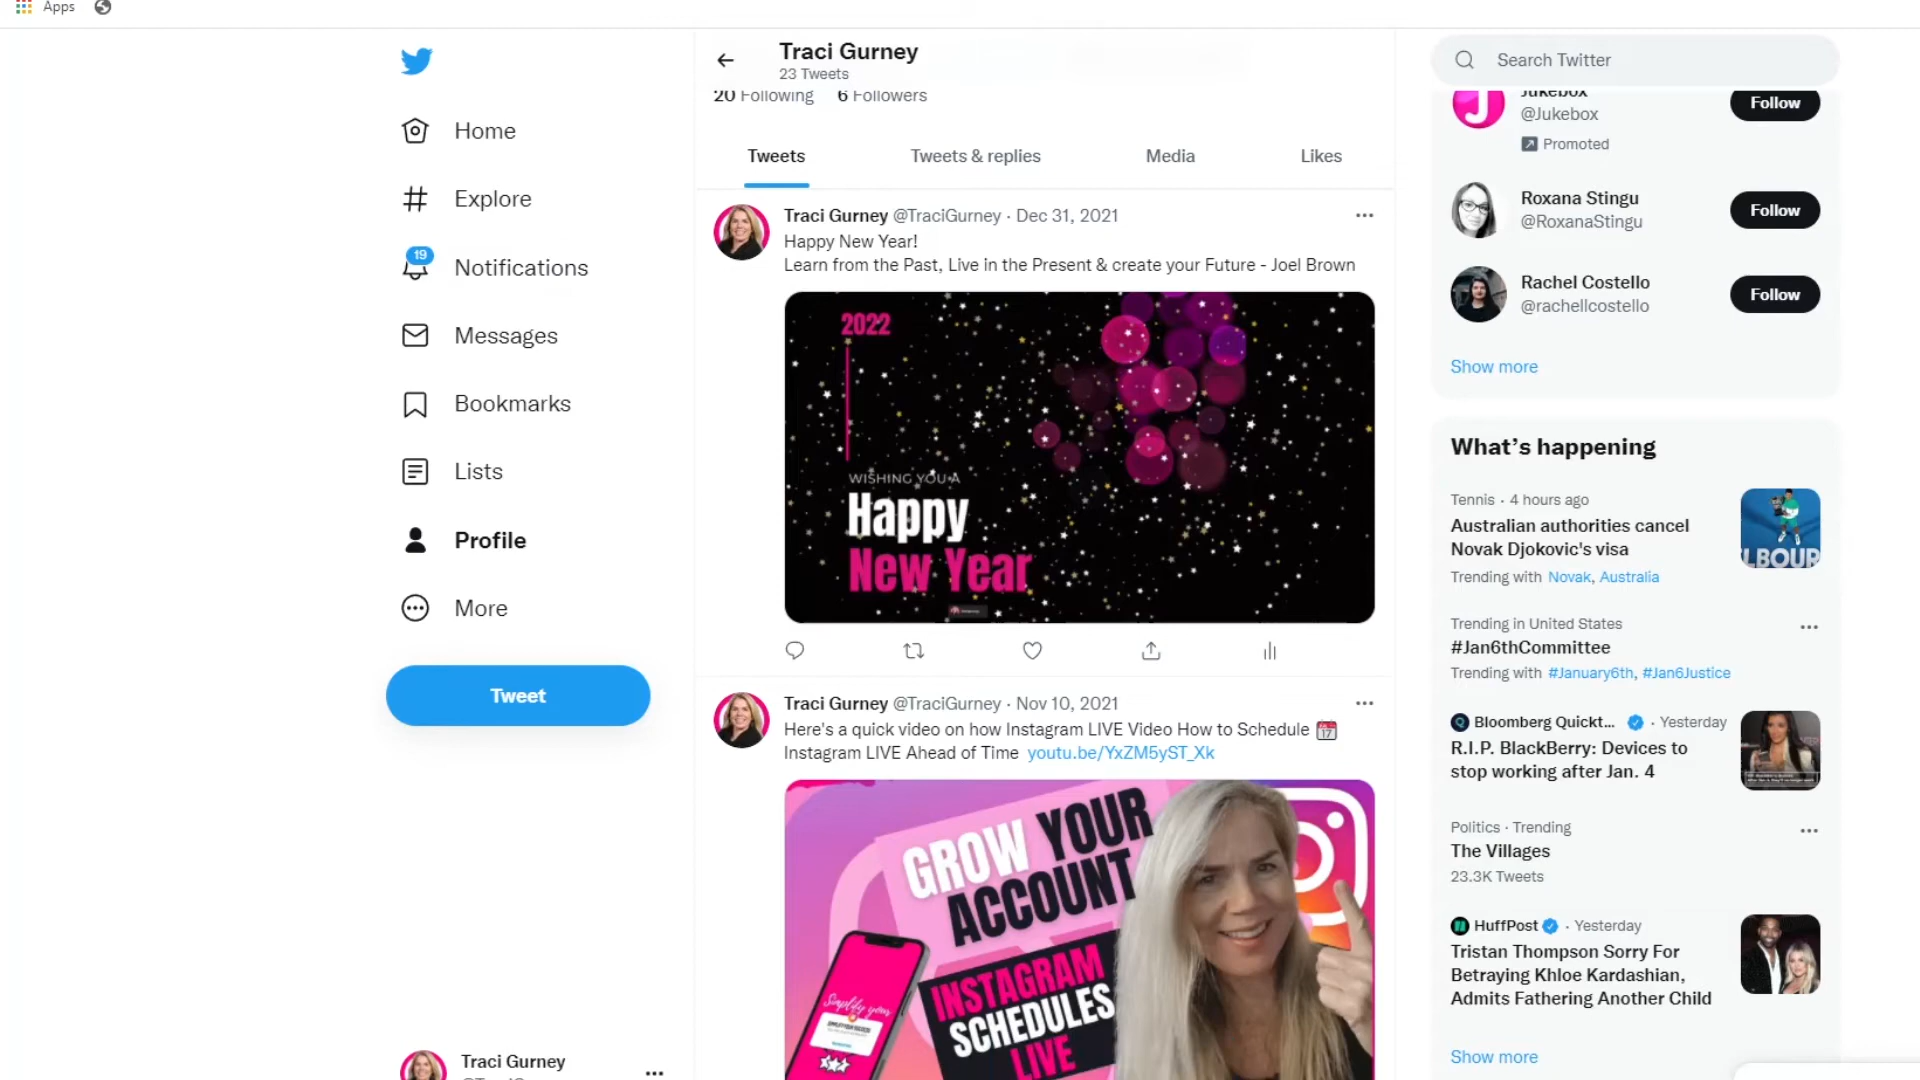 Apps
Home
Explore
19
Notifications
Messages
Bookmarks
Lists
Profile
More
Tweet
Traci Gurney
Traci Gurney
23 Tweets
20 Following 6 Followers
Tweets Tweets & replies Media Likes
Traci Gurney @TraciGurney · Dec 31, 2021
Happy New Year!
Learn from the Past, Live in the Present & create your Future - Joel Brown
2022
WISHING YOU A
Happy
New Year
Traci Gurney @TraciGurney · Nov 10, 2021
Here's a quick video on how Instagram LIVE Video How to Schedule 17
Instagram LIVE Ahead of Time youtu.be/YxZM5yST_Xk
GROW YOUR
ACCOUNT
INSTAGRAM
SCHEDULES
LIVE
Simplify your
Search Twitter
Jukebox
@Jukebox
Promoted
Follow
Roxana Stingu
@RoxanaStingu
Follow
Rachel Costello
@rachellcostello
Follow
Show more
What's happening
Tennis · 4 hours ago
Australian authorities cancel
Novak Djokovic's visa
Trending with Novak, Australia
LBOUR
Trending in United States
#Jan6thCommittee
Trending with #January6th, #Jan6Justice
Bloomberg Quickt... · Yesterday
R.I.P. BlackBerry: Devices to
stop working after Jan. 4
Politics · Trending
The Villages
23.3K Tweets
HuffPost · Yesterday
Tristan Thompson Sorry For
Betraying Khloe Kardashian,
Admits Fathering Another Child
Show more